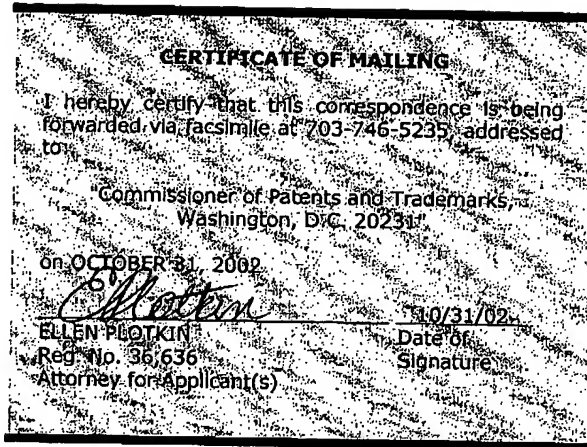 CERTIFICATE OF MAILING
I hereby certify that this correspondence is being
forwarded via facsimile at 703-746-5235, addressed
to:
"Commissioner of Patents and Trademarks,
Washington, D.C. 20231"
on OCTOBER 31, 2002
EPlotkin 10/31/02
ELLEN PLOTKIN Date of
Reg. No. 36,636 Signature
Attorney for Applicant(s)